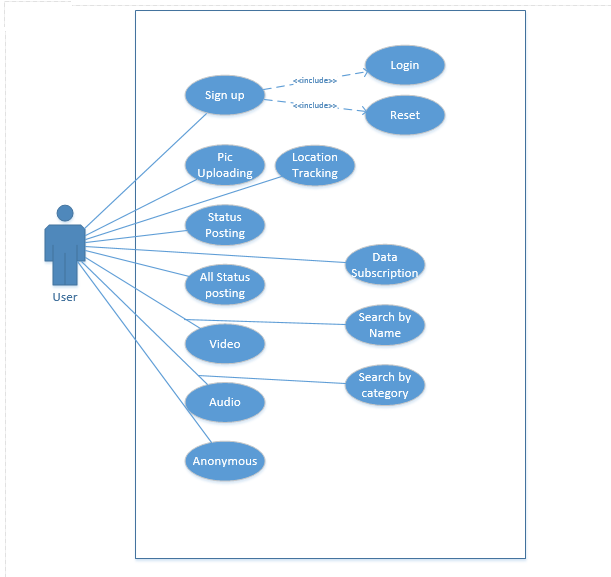 Login
<<include>>
Sign up
<<include>>
Reset
Pic
Uploading
Location
Tracking
Status
Posting
Data
Subscription
All Status
posting
User
Search by
Name
Video
Search by
category
Audio
Anonymous